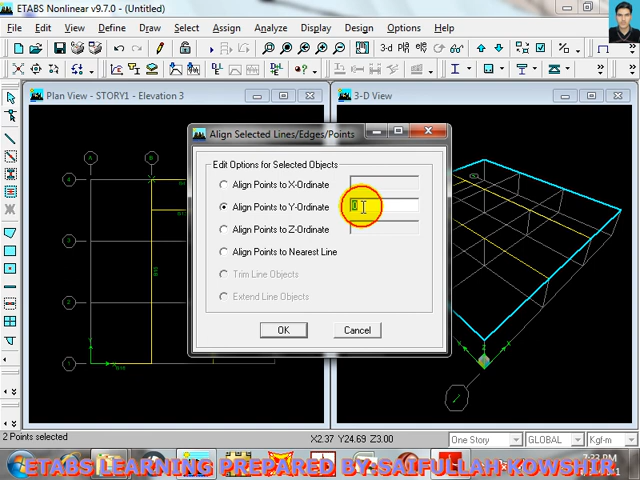 ETABS Nonlinear v9.7.0 - (Untitled)
File Edit View Define Draw Select Assign Analyze Display Design Options Help
3-d
Plan View - STORY1 - Elevation 3
3-D View
Align Selected Lines/Edges/Points
Edit Options for Selected Objects
Align Points to X-Ordinate
Align Points to Y-Ordinate
0
Align Points to Z-Ordinate
Align Points to Nearest Line
Trim Line Objects
Extend Line Objects
OK Cancel
A B
4
3
2
1
2 Points selected
X2.37 Y24.69 Z3.00
One Story GLOBAL Kgf-m
ETABS LEARNING PREPARED BY SAIFULLAH KOWSHIR